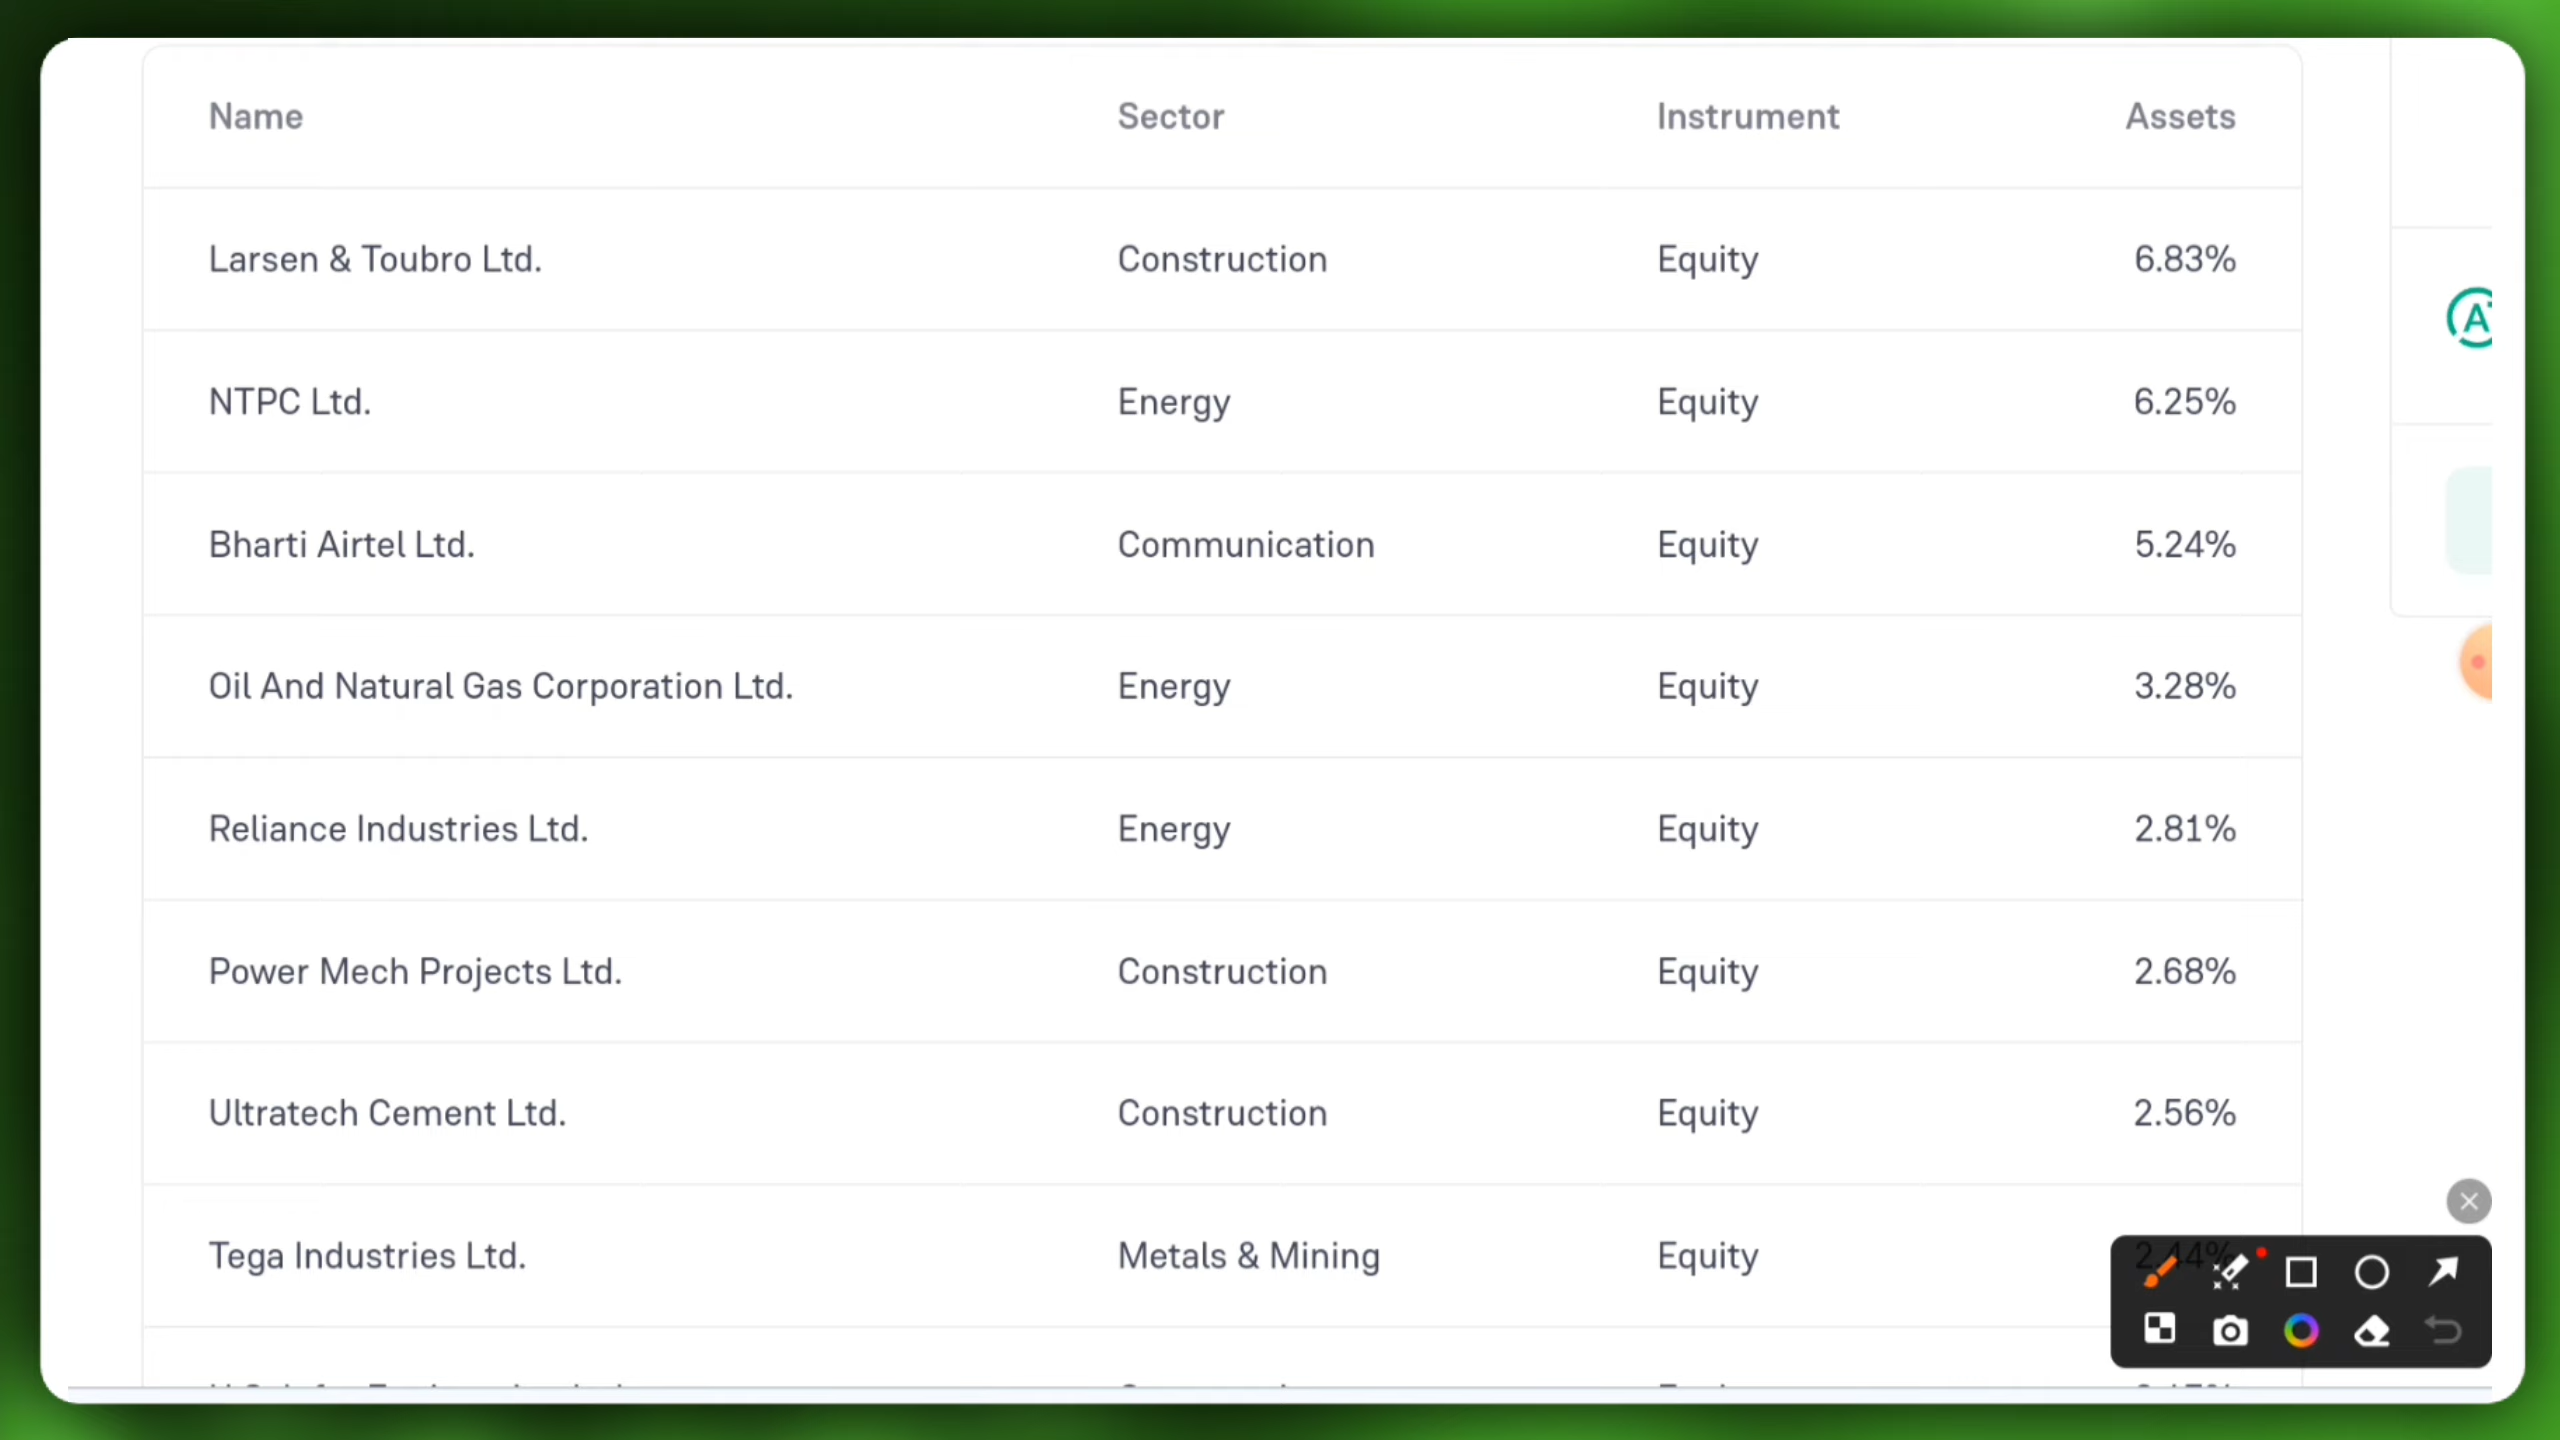 Name Sector Instrument Assets
Larsen & Toubro Ltd. Construction Equity 6.83%
NTPC Ltd. Energy Equity 6.25%
Bharti Airtel Ltd. Communication Equity 5.24%
Oil And Natural Gas Corporation Ltd. Energy Equity 3.28%
Reliance Industries Ltd. Energy Equity 2.81%
Power Mech Projects Ltd. Construction Equity 2.68%
Ultratech Cement Ltd. Construction Equity 2.56%
Tega Industries Ltd. Metals & Mining Equity 2.44%